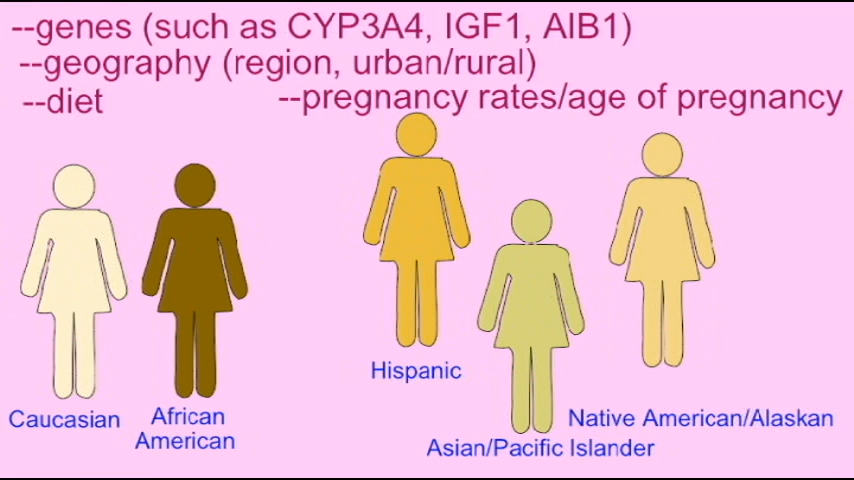 --genes (such as CYP3A4, IGF1, AIB1)
--geography (region, urban/rural)
--diet
--pregnancy rates/age of pregnancy
Caucasian
African
American
Hispanic
Asian/Pacific Islander
Native American/Alaskan